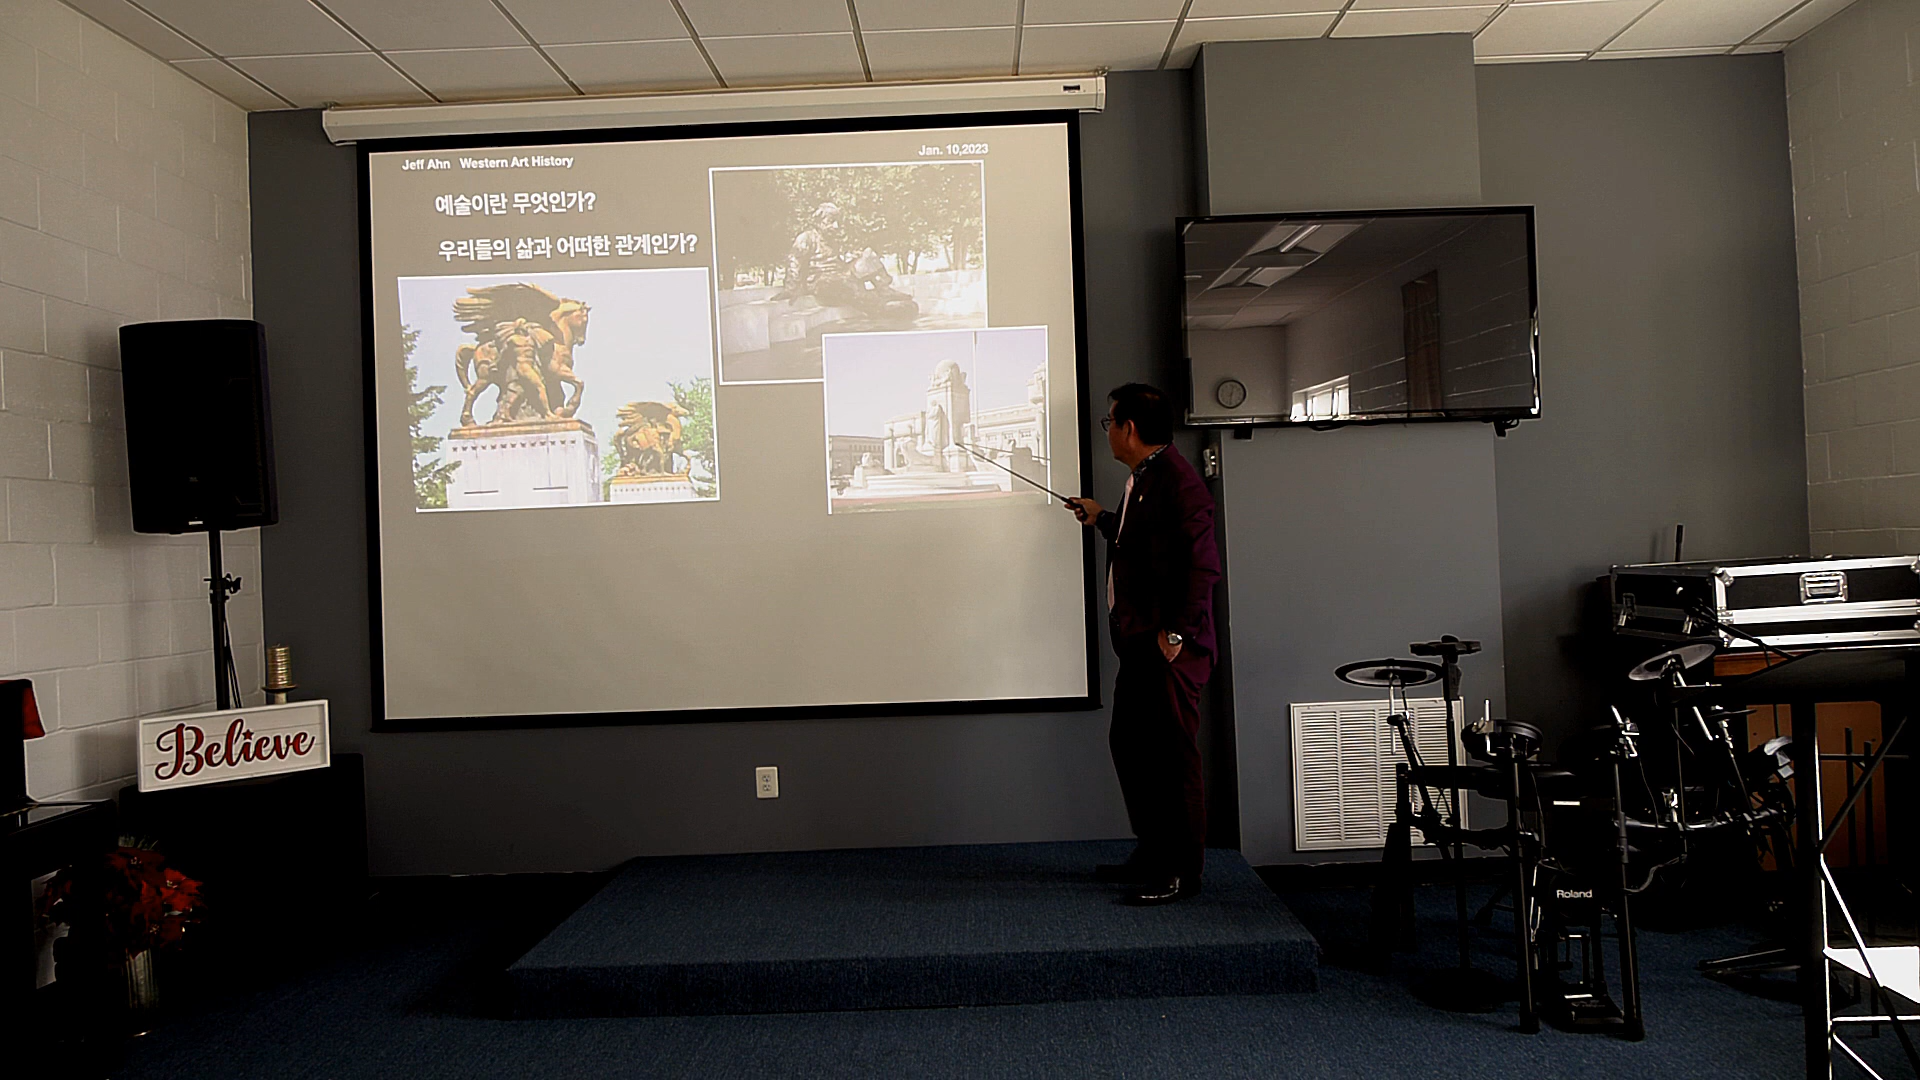 Jeff Ahn Western Art History
Jan. 10,2023
예술이란 무엇인가?
우리들의 삶과 어떠한 관계인가?
Believe
Roland